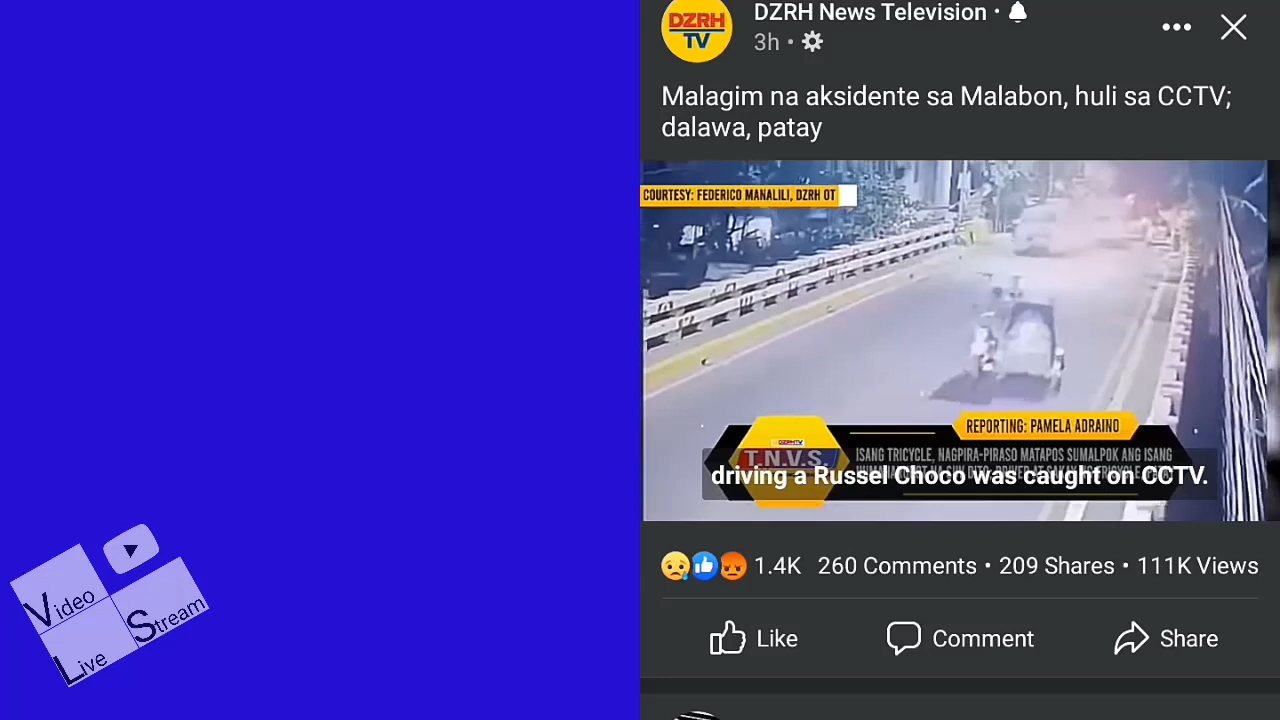 Video
Stream
Live
DZRH
TV
DZRH News Television •
3h •
Malagim na aksidente sa Malabon, huli sa CCTV;
dalawa, patay
COURTESY: FEDERICO MANALILI, DZRH OT
REPORTING: PAMELA ADRAINO
DZRHTV
T.N.V.S.
ISANG TRICYCLE, NAGPIRA-PIRASO MATAPOS SUMALPOK ANG ISANG
driving a Russel Choco was caught on CCTV.
1.4K 260 Comments • 209 Shares • 111K Views
Like Comment Share